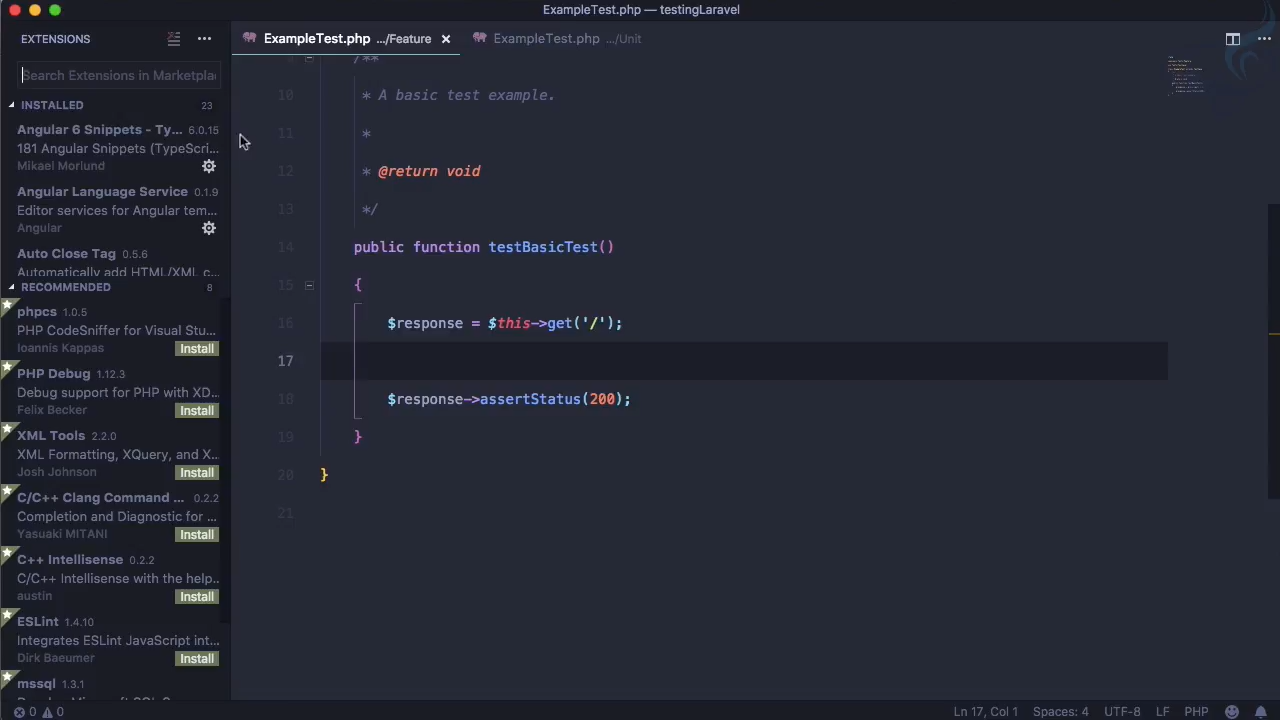 ExampleTest.php — testingLaravel
EXTENSIONS
Search Extensions in Marketplac
INSTALLED 23
Angular 6 Snippets - Ty... 6.0.15
181 Angular Snippets (TypeScri...
Mikael Morlund
Angular Language Service 0.1.9
Editor services for Angular tem...
Angular
Auto Close Tag 0.5.6
Automatically add HTML/XML c...
RECOMMENDED 8
phpcs 1.0.5
PHP CodeSniffer for Visual Stu...
Ioannis Kappas Install
PHP Debug 1.12.3
Debug support for PHP with XD...
Felix Becker Install
XML Tools 2.2.0
XML Formatting, XQuery, and X...
Josh Johnson Install
C/C++ Clang Command ... 0.2.2
Completion and Diagnostic for ...
Yasuaki MITANI Install
C++ Intellisense 0.2.2
C/C++ Intellisense with the help...
austin Install
ESLint 1.4.10
Integrates ESLint JavaScript int...
Dirk Baeumer Install
mssql 1.3.1
ExampleTest.php .../Feature ExampleTest.php .../Unit
9 /**
10 * A basic test example.
11 *
12 * @return void
13 */
14 public function testBasicTest()
15 {
16 $response = $this->get('/');
17
18 $response->assertStatus(200);
19 }
20 }
21
0 0 Ln 17, Col 1 Spaces: 4 UTF-8 LF PHP